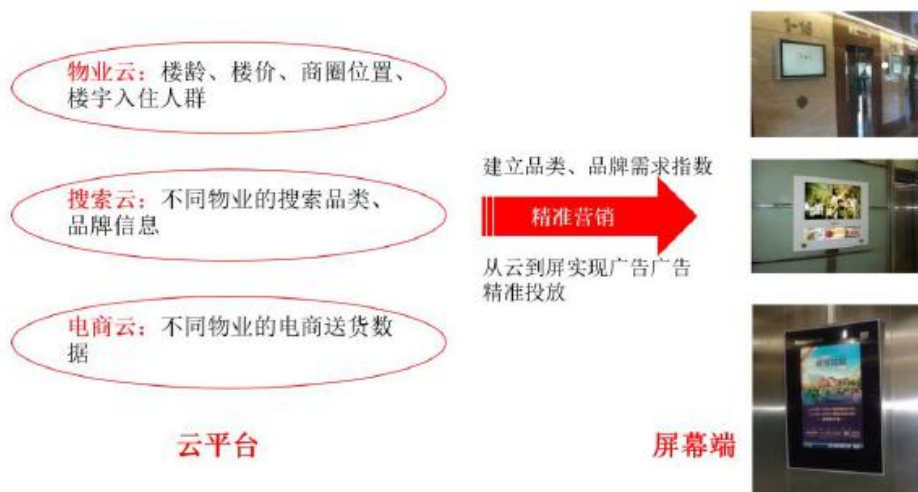 物业云：楼龄、楼价、商圈位置、
楼宇入住人群
搜索云：不同物业的搜索品类、
品牌信息
电商云：不同物业的电商送货数
据
云平台
建立品类、品牌需求指数
精准营销
从云到屏实现广告广告
精准投放
屏幕端
1-18